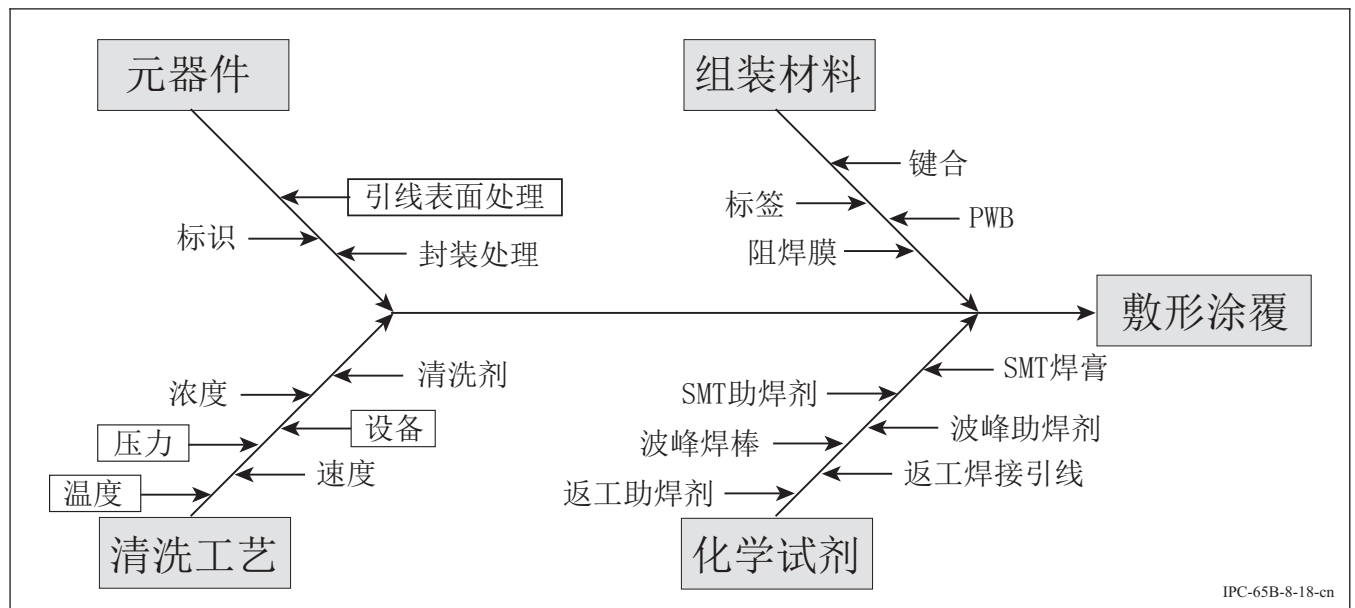 元器件
组装材料
引线表面处理
标识
封装处理
键合
标签
PWB
阻焊膜
敷形涂覆
清洗剂
浓度
设备
压力
速度
温度
清洗工艺
SMT焊膏
SMT助焊剂
波峰助焊剂
波峰焊棒
返工焊接引线
返工助焊剂
化学试剂
IPC-65B-8-18-cn